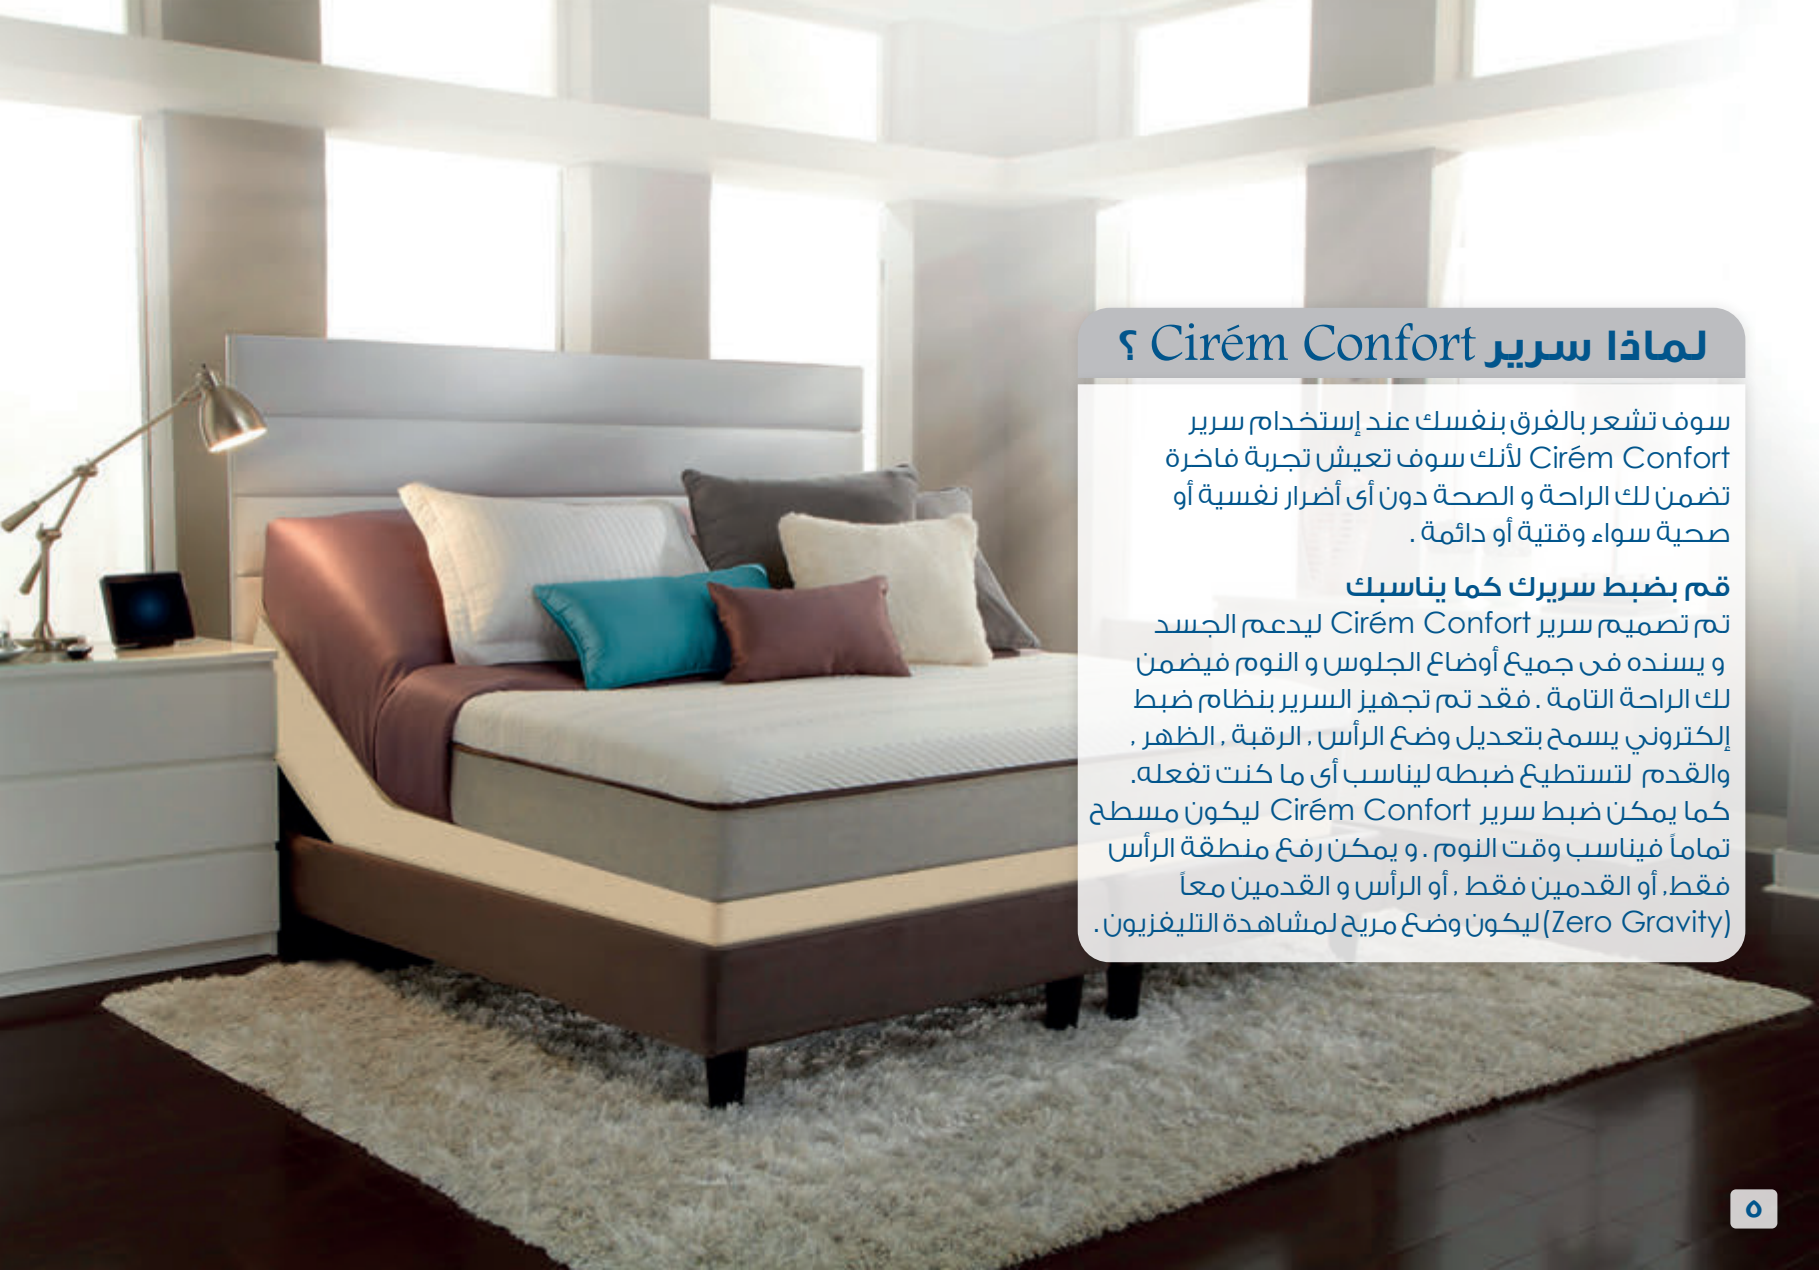 لماذا سرير Cirém Confort ؟
سوف تشعر بالفرق بنفسك عند إستخدام سرير
Cirém Confort لأنك سوف تعيش تجربة فاخرة
تضمن لك الراحة و الصحة دون أى أضرار نفسية أو
صحية سواء وقتية أو دائمة .
قم بضبط سريرك كما يناسبك
تم تصميم سرير Cirém Confort ليدعم الجسد
و يسنده فى جميع أوضاع الجلوس و النوم فيضمن
لك الراحة التامة . فقد تم تجهيز السرير بنظام ضبط
إلكتروني يسمح بتعديل وضع الرأس , الرقبة , الظهر ,
والقدم لتستطيع ضبطه ليناسب أى ما كنت تفعله.
كما يمكن ضبط سرير Cirém Confort ليكون مسطح
تماماً فيناسب وقت النوم . و يمكن رفع منطقة الرأس
فقط, أو القدمين فقط , أو الرأس و القدمين معاً
(Zero Gravity) ليكون وضع مريح لمشاهدة التليفزيون .
٥